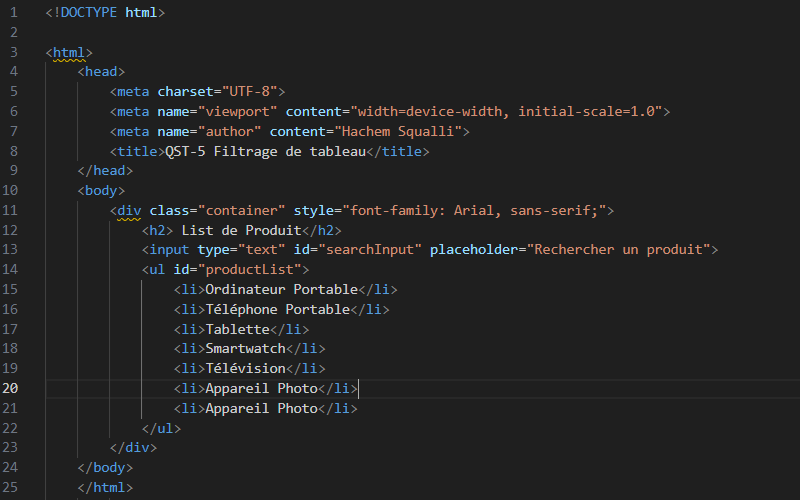 1 <!DOCTYPE html>
2
3 <html>
4     <head>
5         <meta charset="UTF-8">
6         <meta name="viewport" content="width=device-width, initial-scale=1.0">
7         <meta name="author" content="Hachem Squalli">
8         <title>QST-5 Filtrage de tableau</title>
9     </head>
10     <body>
11         <div class="container" style="font-family: Arial, sans-serif;">
12             <h2> List de Produit</h2>
13             <input type="text" id="searchInput" placeholder="Rechercher un produit">
14             <ul id="productList">
15                 <li>Ordinateur Portable</li>
16                 <li>Téléphone Portable</li>
17                 <li>Tablette</li>
18                 <li>Smartwatch</li>
19                 <li>Télévision</li>
20                 <li>Appareil Photo</li>
21                 <li>Appareil Photo</li>
22             </ul>
23         </div>
24     </body>
25     </html>